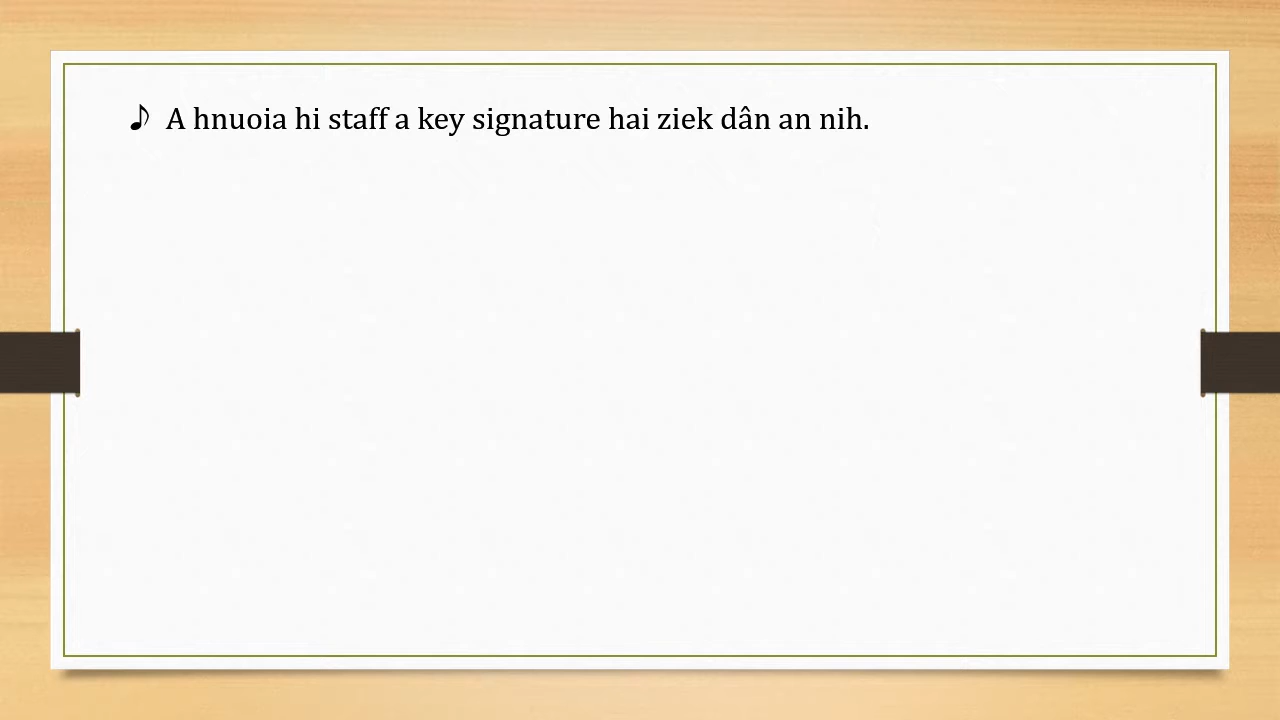 ♪ A hnuoia hi staff a key signature hai ziek dân an nih.